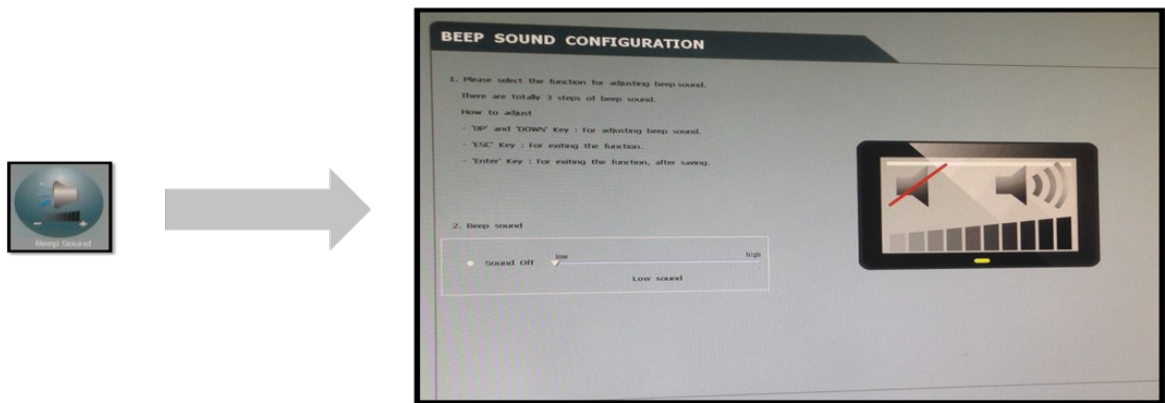 Beep Sound
BEEP SOUND CONFIGURATION
1. Please select the function for adjusting beep sound.
There are totally 3 steps of beep sound.
How to adjust
- 'UP' and 'DOWN' Key : For adjusting beep sound.
- 'ESC' Key : For exiting the function.
- 'Enter' Key : For exiting the function, after saving.
2. Beep sound
Sound Off low high
Low sound